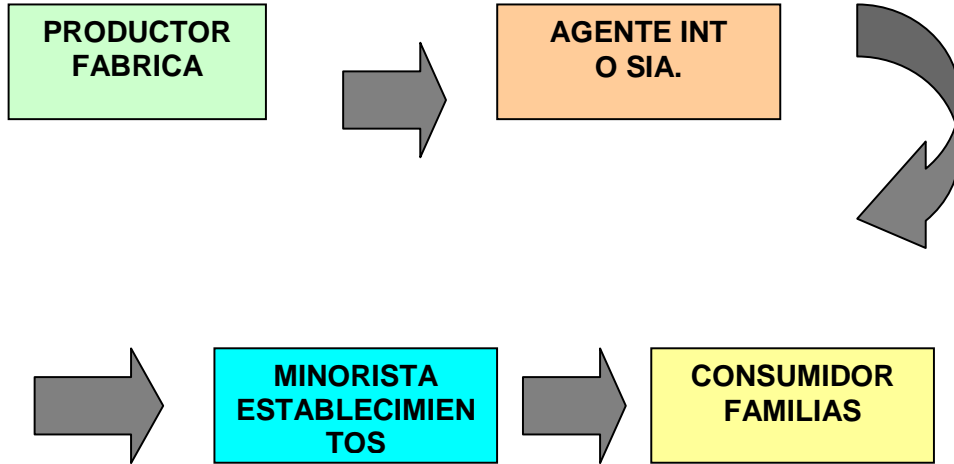 PRODUCTOR
FABRICA
AGENTE INT
O SIA.
MINORISTA
ESTABLECIMIEN
TOS
CONSUMIDOR
FAMILIAS